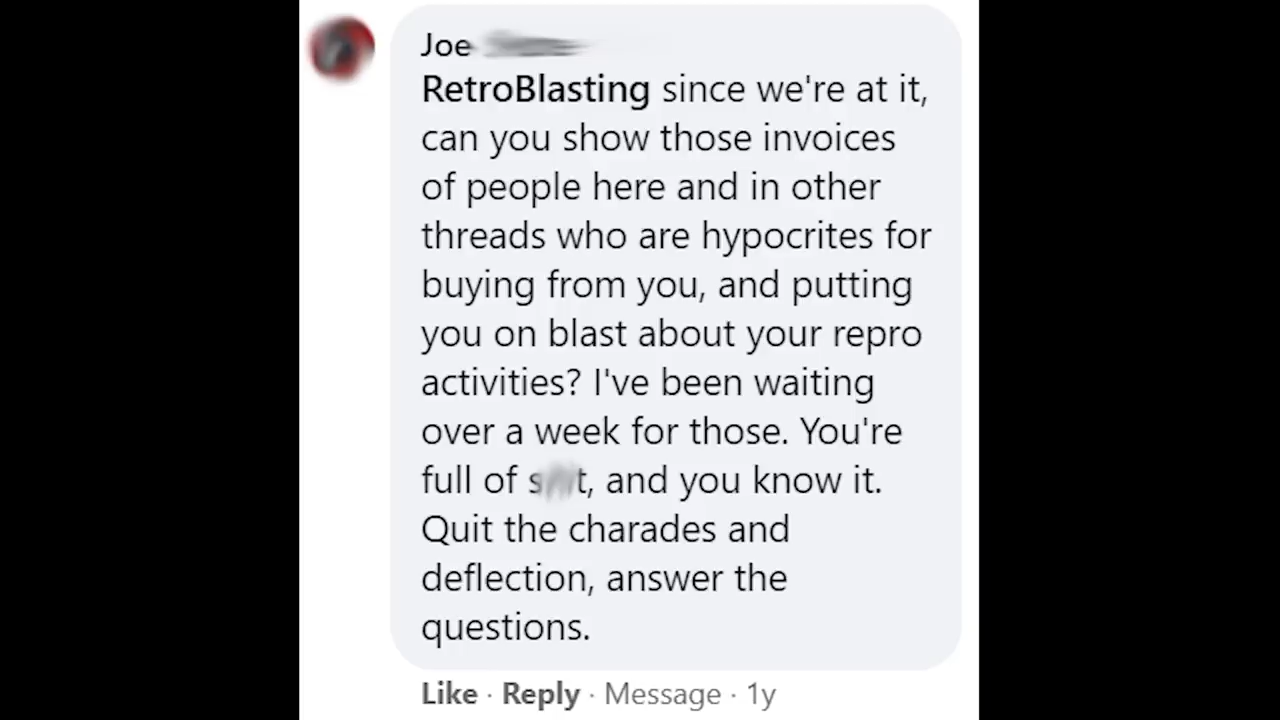 Joe
RetroBlasting since we're at it,
can you show those invoices
of people here and in other
threads who are hypocrites for
buying from you, and putting
you on blast about your repro
activities? I've been waiting
over a week for those. You're
full of , and you know it.
Quit the charades and
deflection, answer the
questions.
Like · Reply · Message · 1y